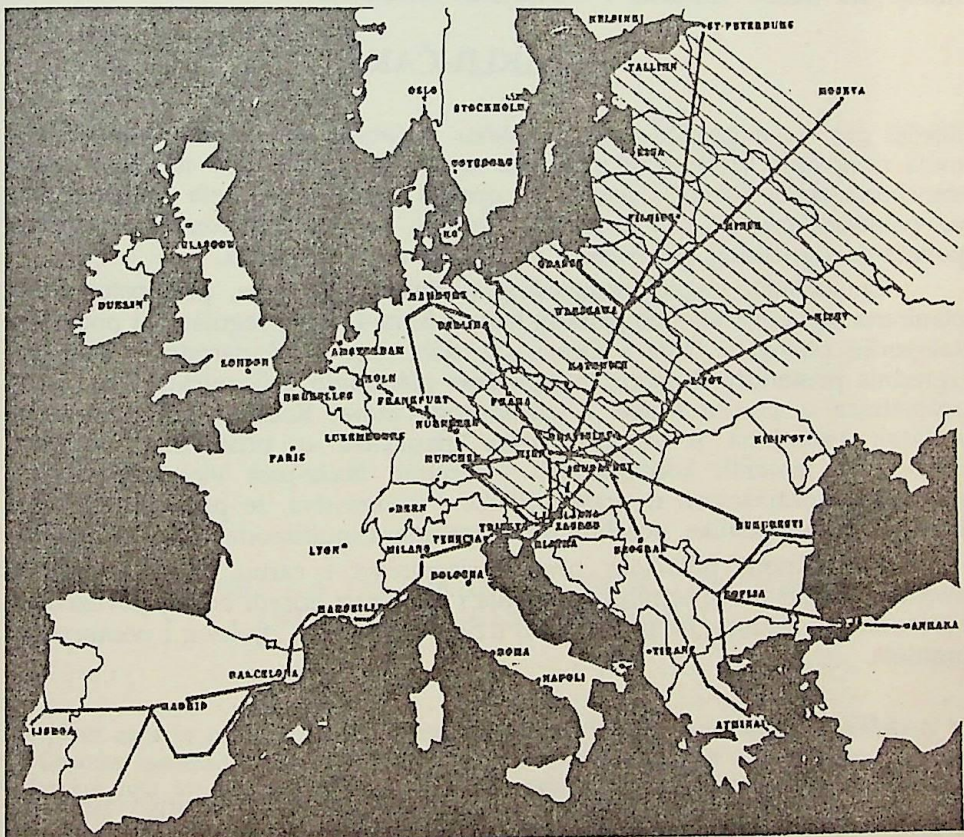 HELSINKI
ST-PETERBURG
TALLINN
MOSKVA
OSLO
STOCKHOLM
RIGA
GOTEBORG
VILNIUS
MINSK
GLASGOW
GDANSK
DUBLIN
HAMBURG
WARSZAWA
BERLIN
KIJEV
AMSTERDAM
LONDON
KATOWICE
KOLN
LVOV
BRUXELLES
FRANKFURT
PRAHA
NURNBERG
LUXEMBOURG
BRATISLAVA
PARIS
WIEN
MUNCHEN
BUDAPEST
BERN
LJUBLJANA
TRIESTE
ZAGREB
BUKURESTI
VENECIA
LYON
MILANO
RIJEKA
BEOGRAD
BOLOGNA
SOFIJA
MARSEILLE
ANKARA
ROMA
TIRANE
BARCELONA
NAPOLI
MADRID
LISBOA
ATHINAI